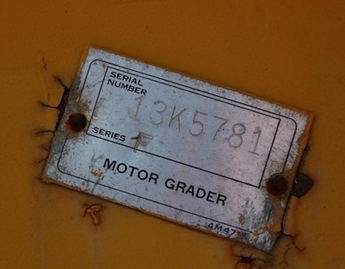 SERIAL
NUMBER
13K5781
SERIES F
MOTOR GRADER
4M47